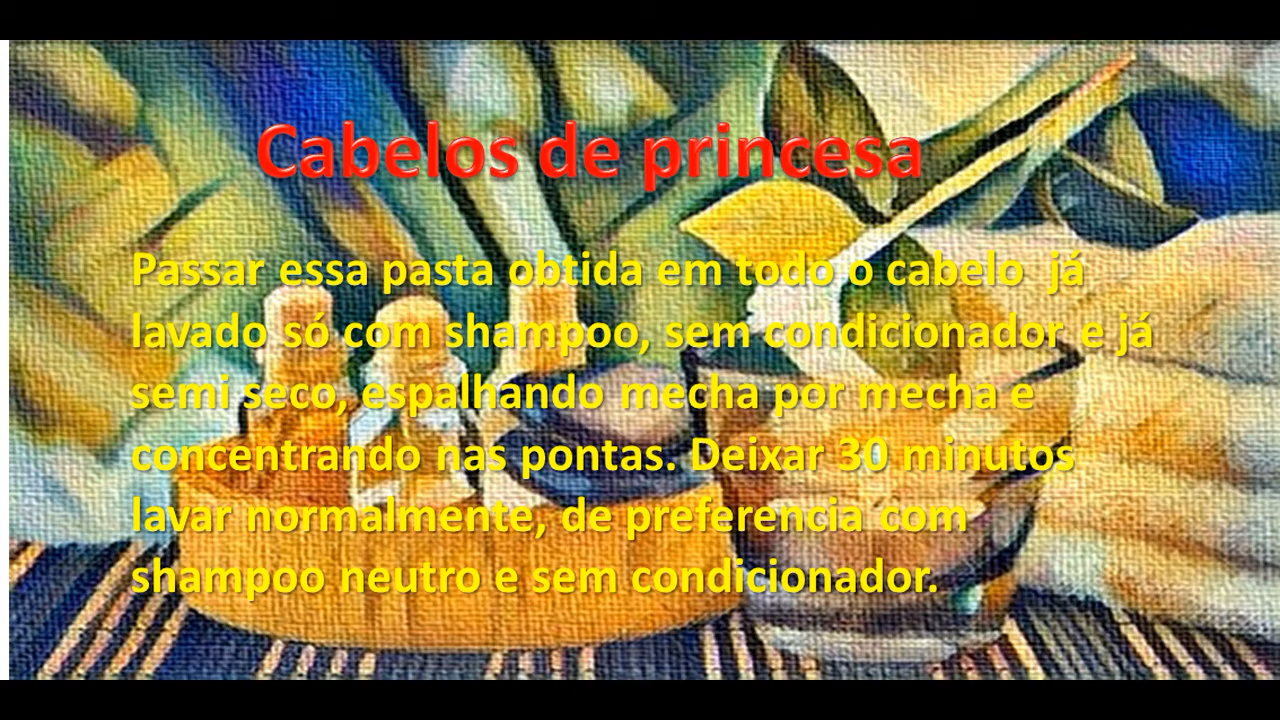 Cabelos de princesa
Passar essa pasta obtida em todo o cabelo  já
lavado só com shampoo, sem condicionador e já
semi seco, espalhando mecha por mecha e
concentrando nas pontas. Deixar 30 minutos
lavar normalmente, de preferencia com
shampoo neutro e sem condicionador.